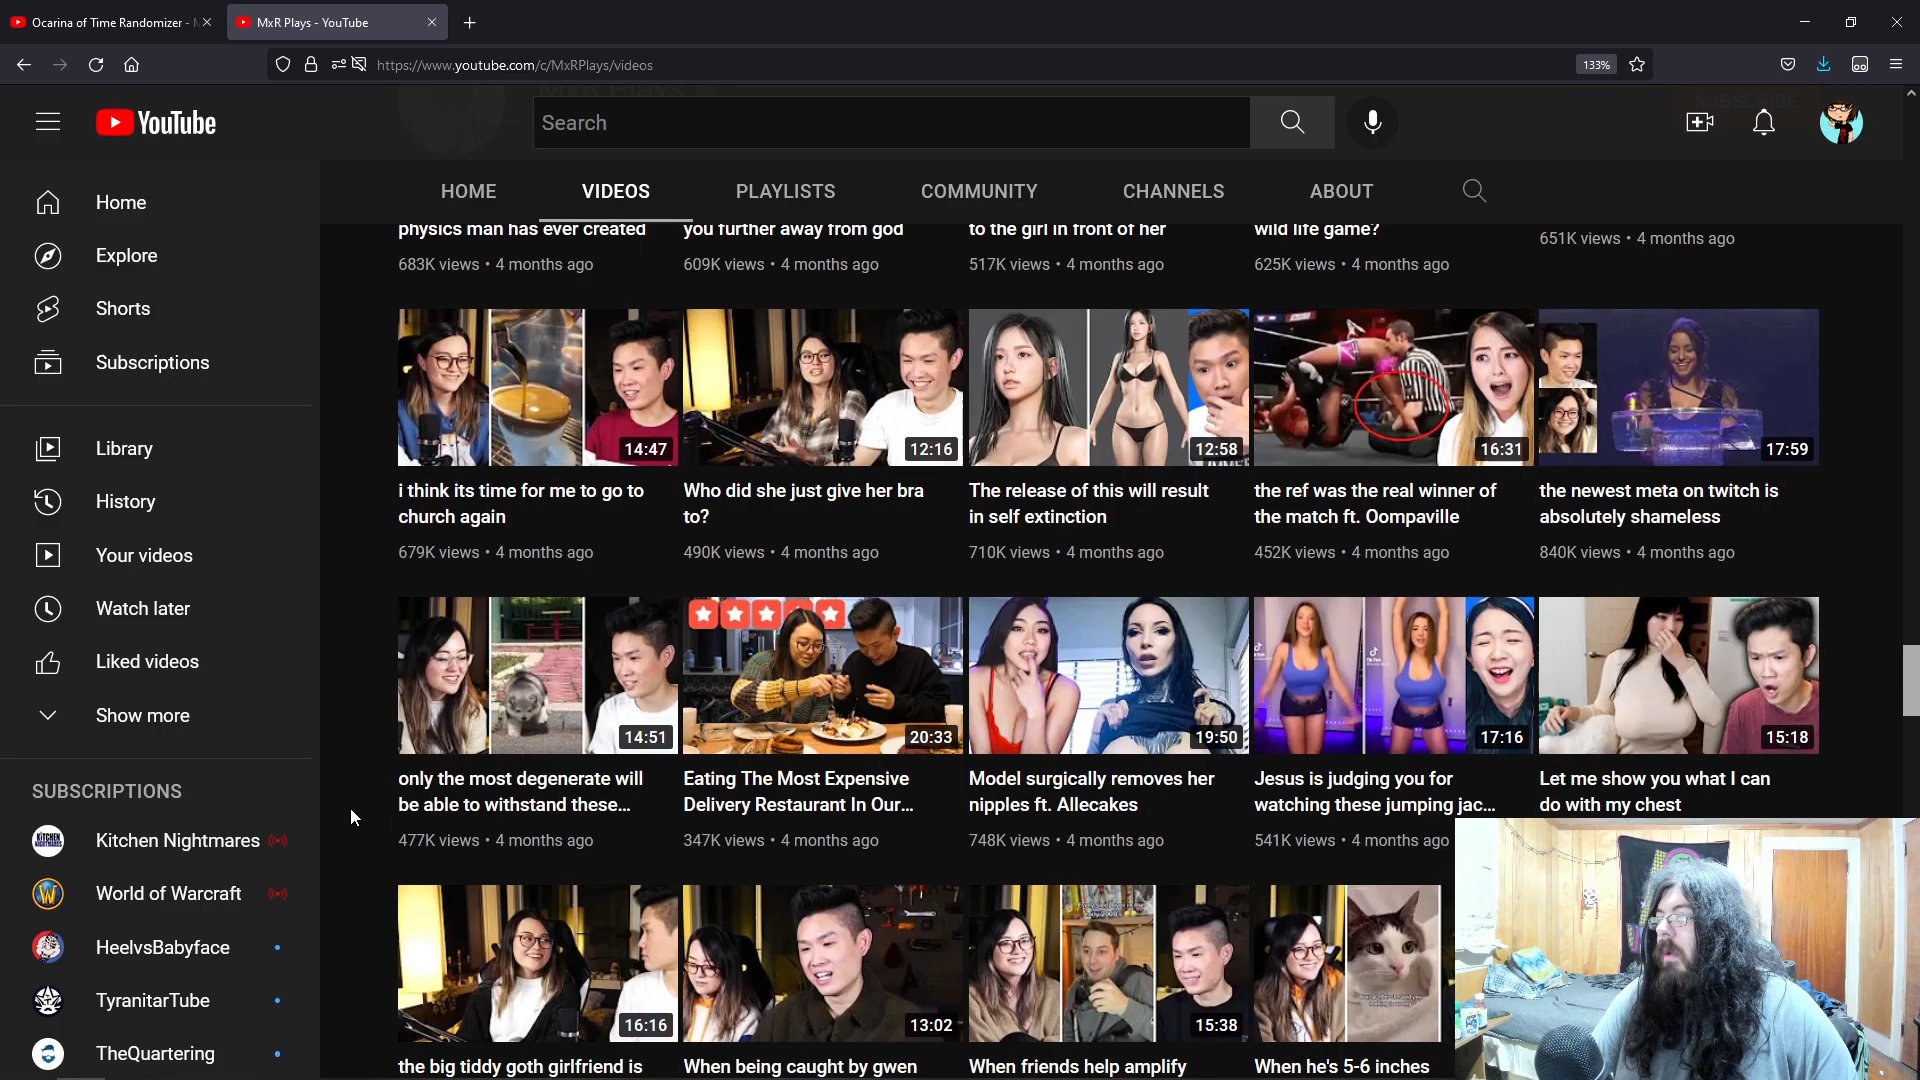 Ocarina of Time Randomizer -
MxR Plays - YouTube
https://www.youtube.com/c/MxRPlays/videos
133%
MxR Plays
SUBSCRIBE
YouTube
Search
HOME
VIDEOS
PLAYLISTS
COMMUNITY
CHANNELS
ABOUT
Home
Explore
Shorts
Subscriptions
Library
History
Your videos
Watch later
Liked videos
Show more
SUBSCRIPTIONS
Kitchen Nightmares
World of Warcraft
HeelvsBabyface
TyranitarTube
TheQuartering
physics man has ever created
683K views • 4 months ago
you further away from god
609K views • 4 months ago
to the girl in front of her
517K views • 4 months ago
wild life game?
625K views • 4 months ago
651K views • 4 months ago
14:47
i think its time for me to go to
church again
679K views • 4 months ago
12:16
Who did she just give her bra
to?
490K views • 4 months ago
12:58
The release of this will result
in self extinction
710K views • 4 months ago
16:31
the ref was the real winner of
the match ft. Oompaville
452K views • 4 months ago
17:59
the newest meta on twitch is
absolutely shameless
840K views • 4 months ago
14:51
only the most degenerate will
be able to withstand these...
477K views • 4 months ago
20:33
Eating The Most Expensive
Delivery Restaurant In Our...
347K views • 4 months ago
19:50
Model surgically removes her
nipples ft. Allecakes
748K views • 4 months ago
17:16
Jesus is judging you for
watching these jumping jac...
541K views • 4 months ago
15:18
Let me show you what I can
do with my chest
16:16
the big tiddy goth girlfriend is
13:02
When being caught by gwen
15:38
When friends help amplify
When he's 5-6 inches